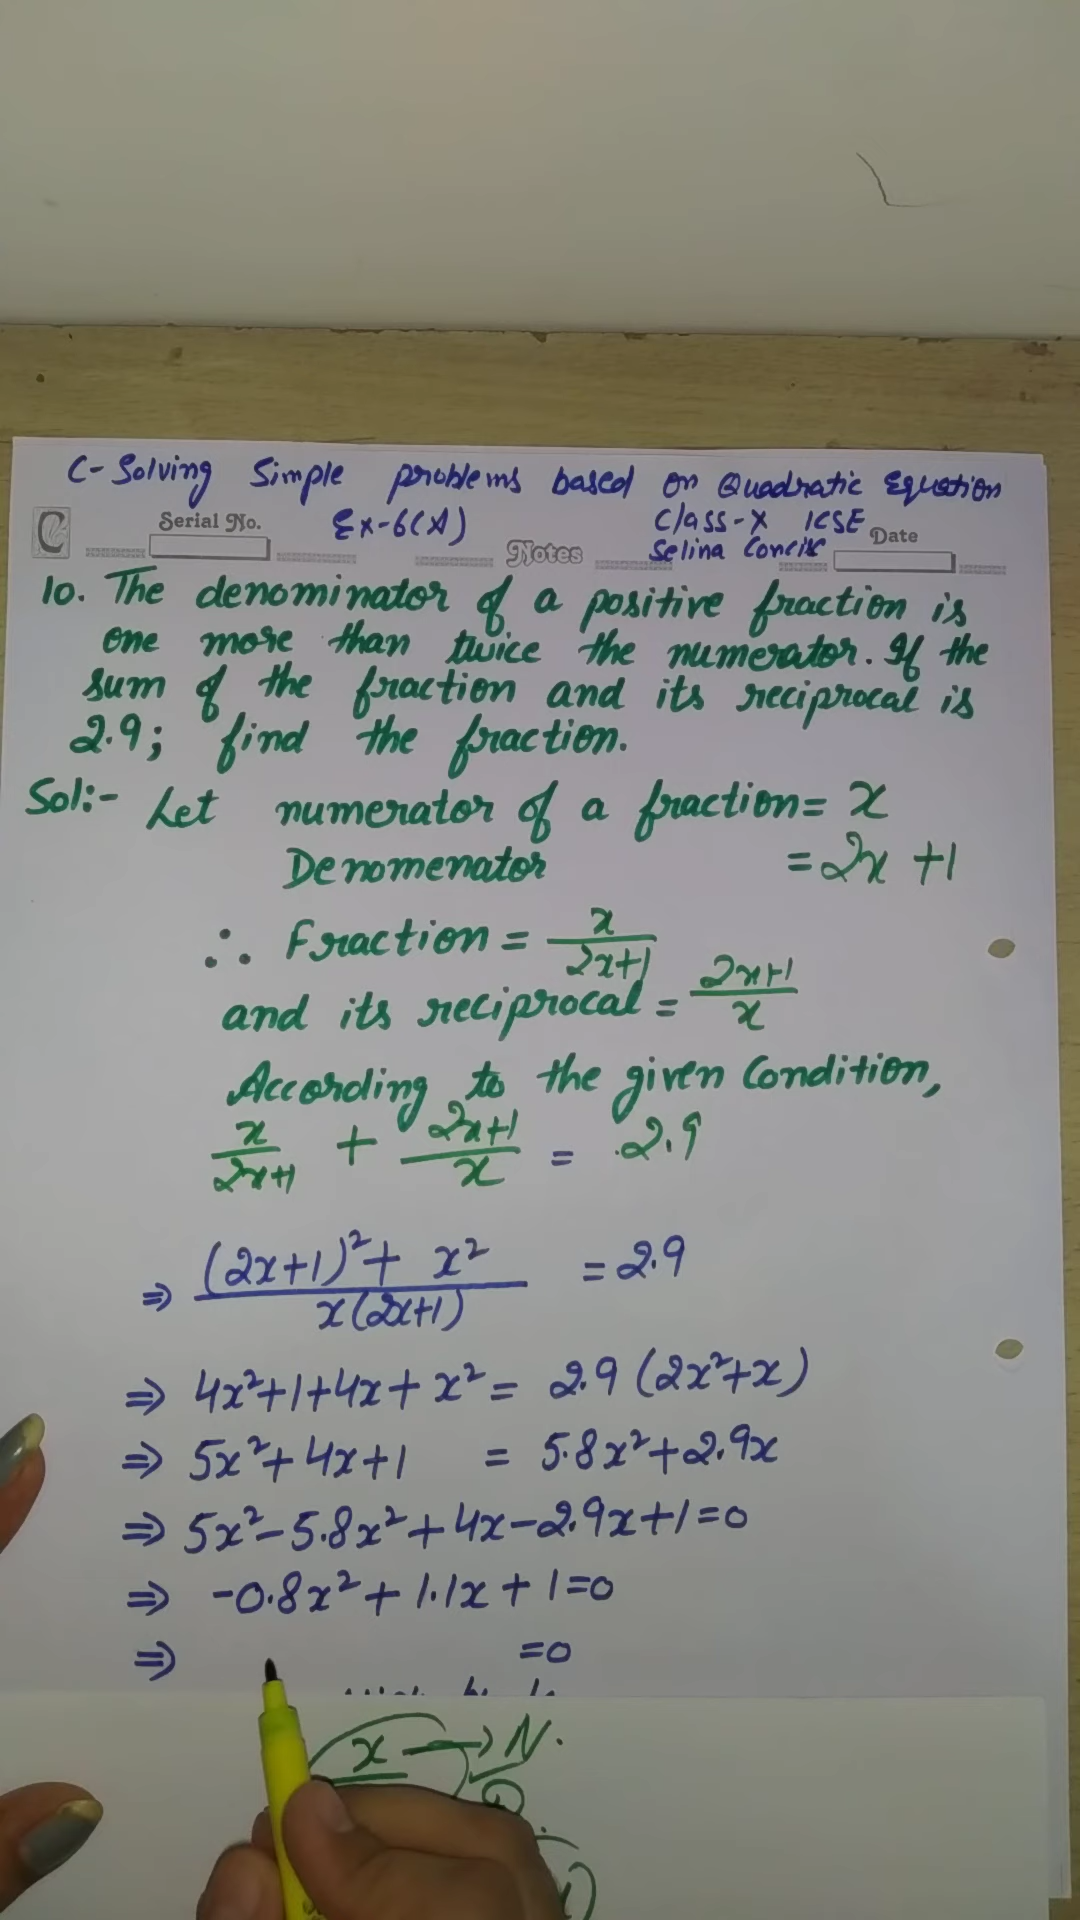 C- Solving Simple problems based on Quadratic Equation
C Serial No. Ex-6(A) Notes Class-X ICSE Date
Selina Concise
10. The denominator of a positive fraction is
one more than twice the numerator. If the
sum of the fraction and its reciprocal is
2.9; find the fraction.
Sol:- Let numerator of a fraction = x
Denomenator = 2x +1
∴ Fraction = x/2x+1
and its reciprocal = 2x+1/x
According to the given Condition,
x/2x+1 + 2x+1/x = 2.9
⇒ (2x+1)²+ x²/x(2x+1) = 2.9
⇒ 4x²+1+4x+x² = 2.9 (2x²+x)
⇒ 5x²+4x+1 = 5.8x²+2.9x
⇒ 5x²-5.8x²+4x-2.9x+1=0
⇒ -0.8x²+1.1x+1=0
⇒ =0
x → N.
D